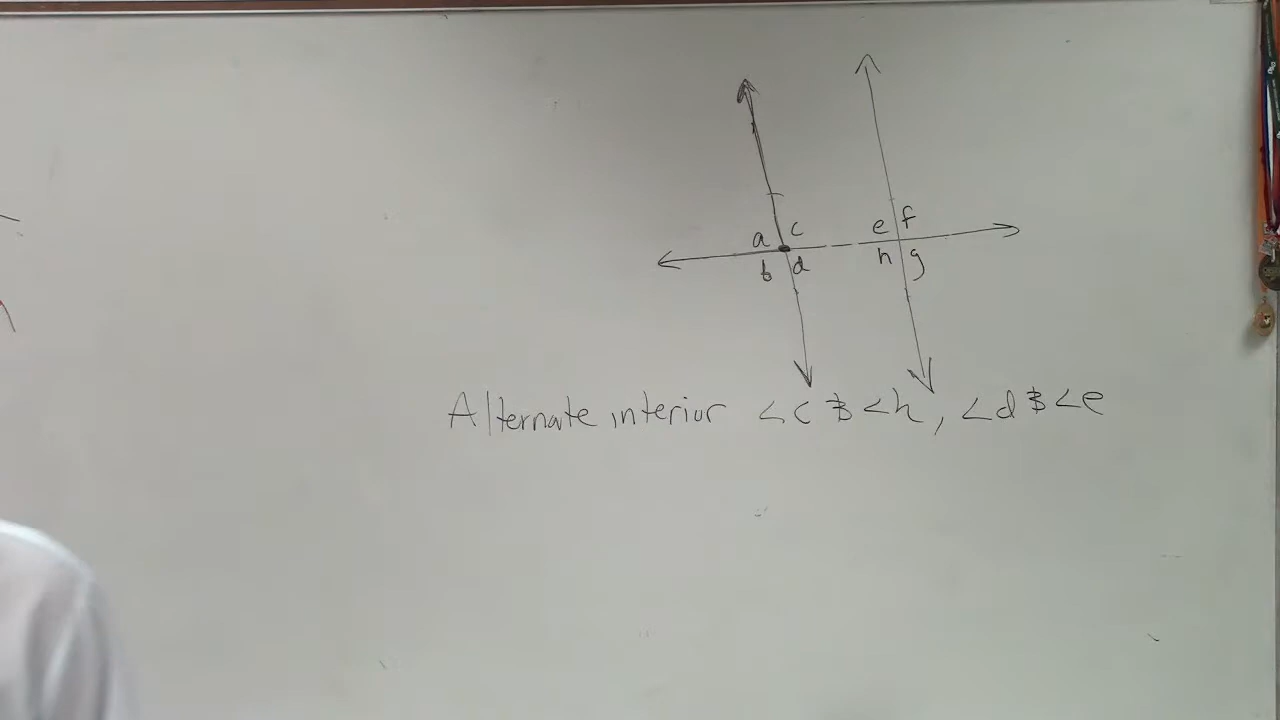 a c e f
b d h g
Alternate interior <c & <h, <d & <e